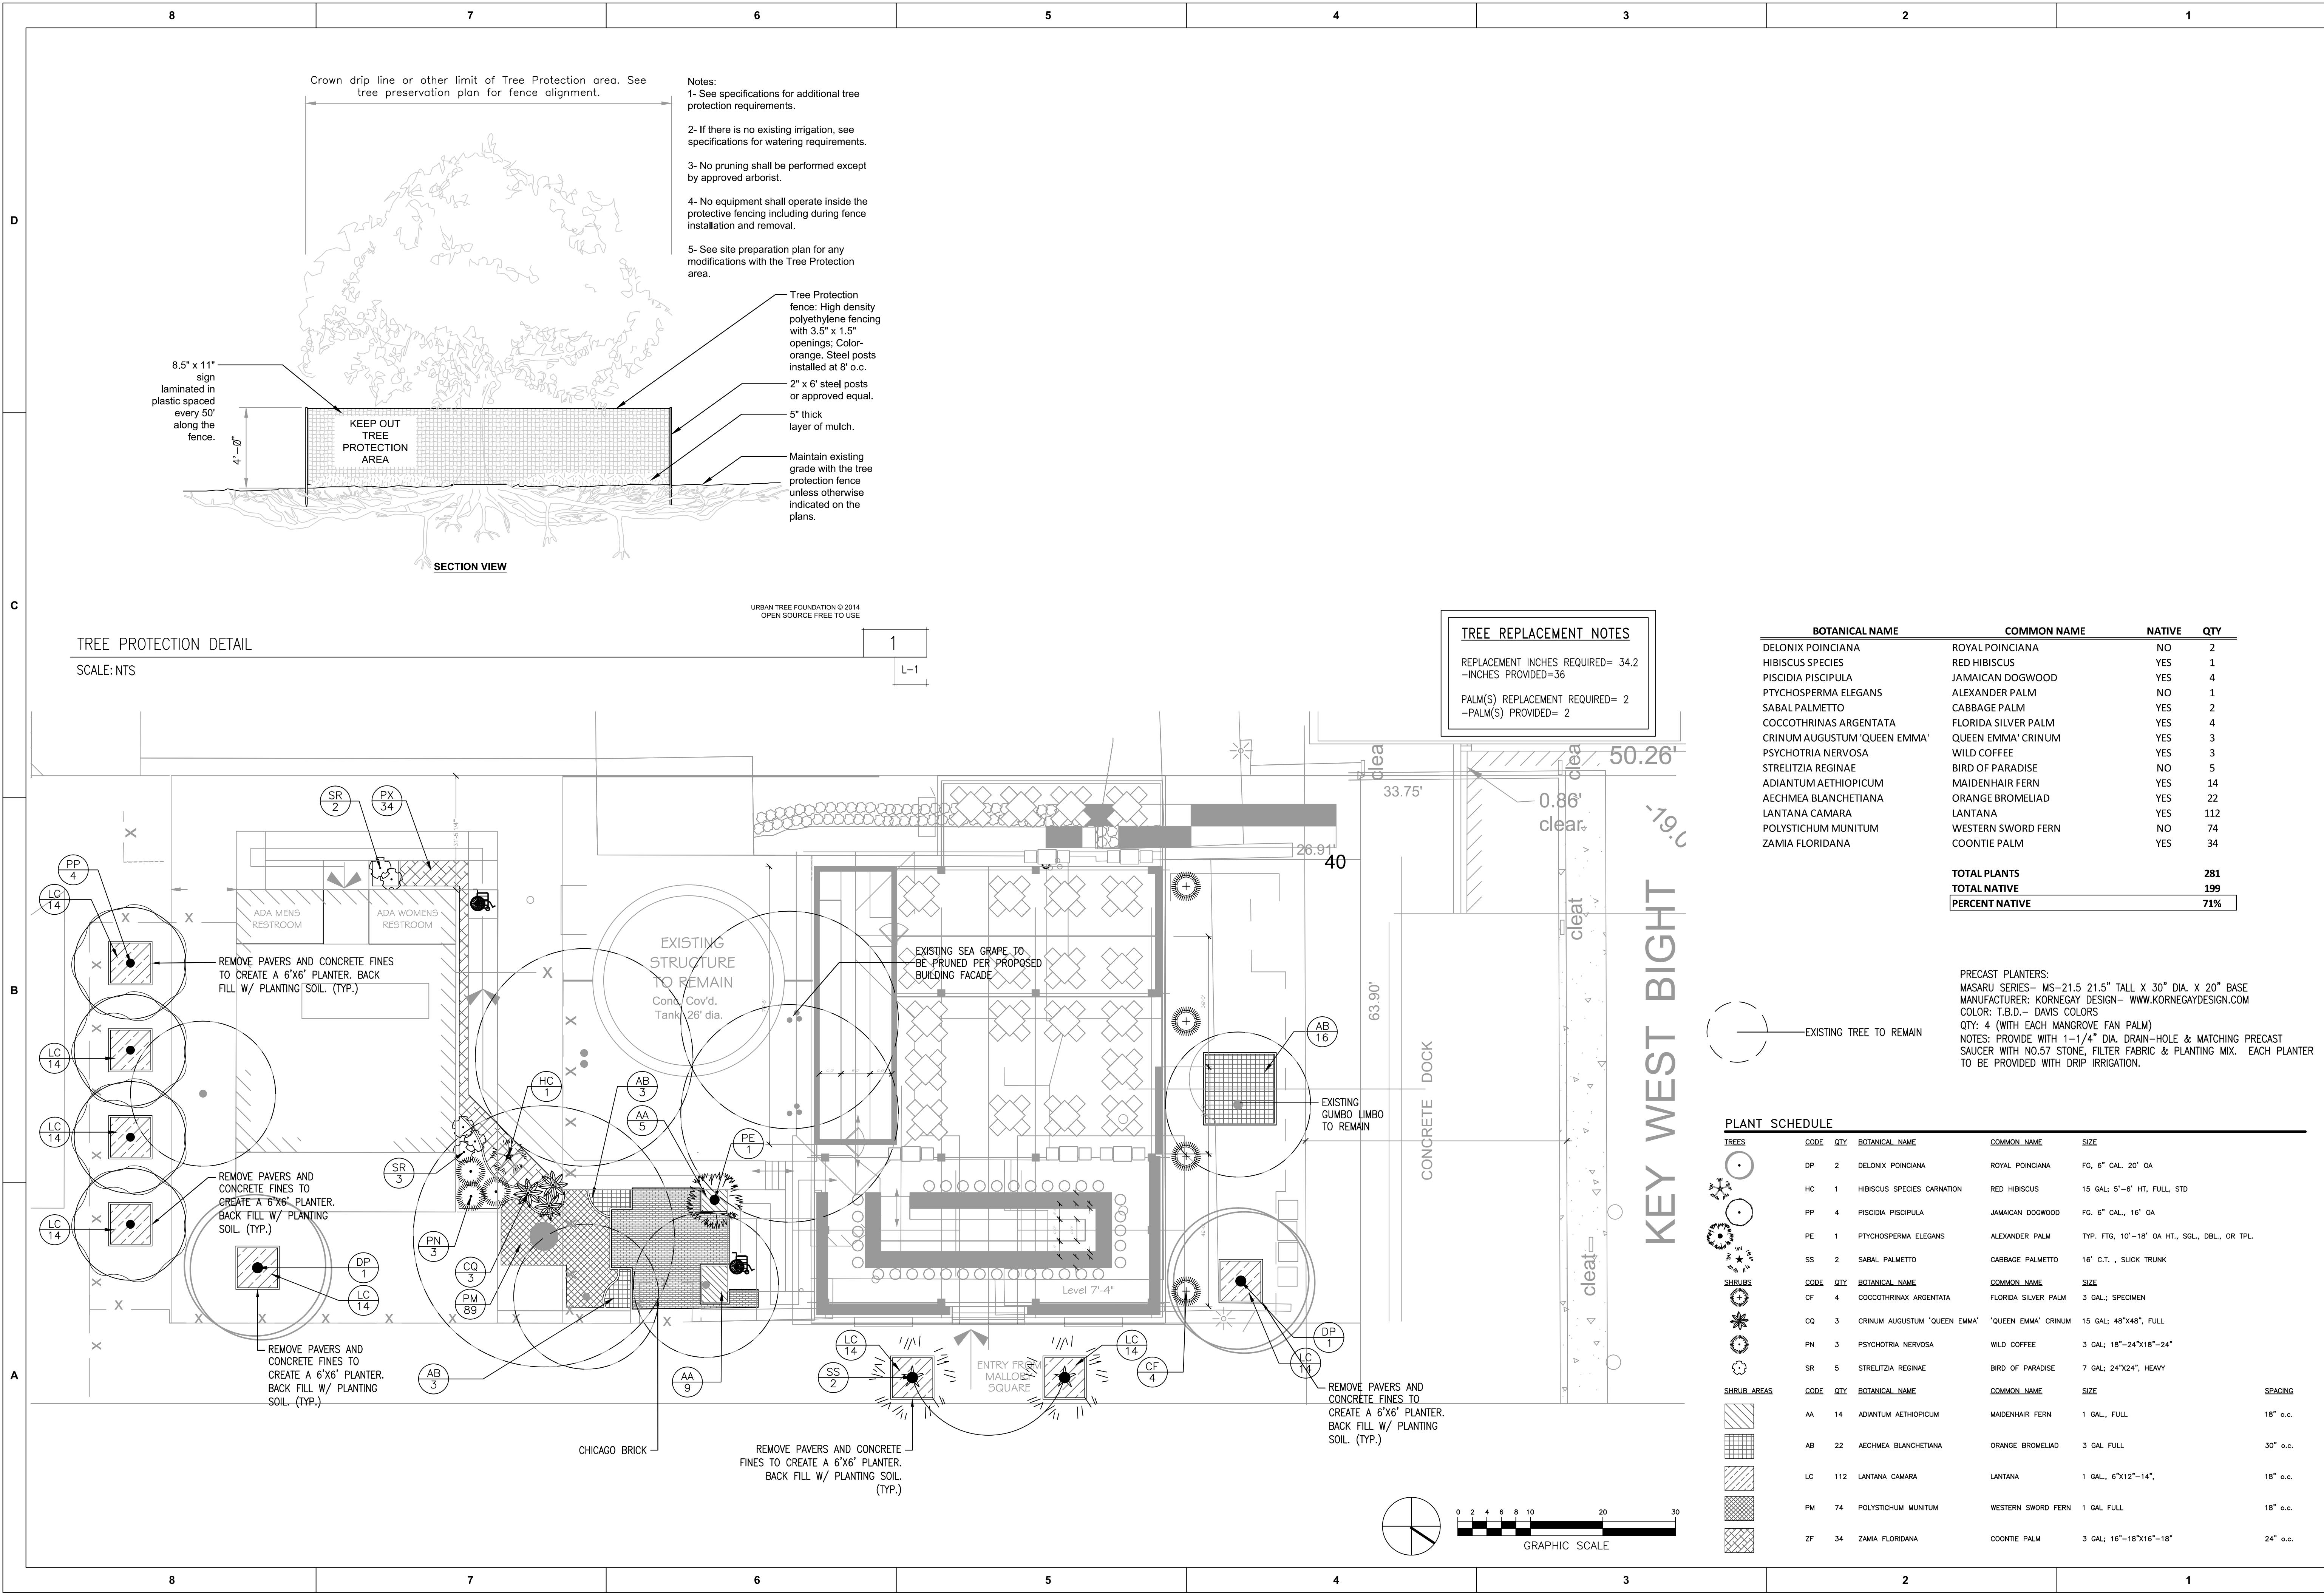 8 7 6 5 4 3 2 1
D
C
B
A
Crown drip line or other limit of Tree Protection area. See
tree preservation plan for fence alignment.
Notes:
1- See specifications for additional tree
protection requirements.
2- If there is no existing irrigation, see
specifications for watering requirements.
3- No pruning shall be performed except
by approved arborist.
4- No equipment shall operate inside the
protective fencing including during fence
installation and removal.
5- See site preparation plan for any
modifications with the Tree Protection
area.
Tree Protection
fence: High density
polyethylene fencing
with 3.5" x 1.5"
openings; Color-
orange. Steel posts
installed at 8' o.c.
2" x 6' steel posts
or approved equal.
5" thick
layer of mulch.
Maintain existing
grade with the tree
protection fence
unless otherwise
indicated on the
plans.
8.5" x 11"
sign
laminated in
plastic spaced
every 50'
along the
fence.
4'-0"
KEEP OUT
TREE
PROTECTION
AREA
SECTION VIEW
URBAN TREE FOUNDATION © 2014
OPEN SOURCE FREE TO USE
TREE PROTECTION DETAIL
1
SCALE: NTS
L-1
TREE REPLACEMENT NOTES
REPLACEMENT INCHES REQUIRED= 34.2
-INCHES PROVIDED=36
PALM(S) REPLACEMENT REQUIRED= 2
-PALM(S) PROVIDED= 2
BOTANICAL NAME COMMON NAME NATIVE QTY
DELONIX POINCIANA ROYAL POINCIANA NO 2
HIBISCUS SPECIES RED HIBISCUS YES 1
PISCIDIA PISCIPULA JAMAICAN DOGWOOD YES 4
PTYCHOSPERMA ELEGANS ALEXANDER PALM NO 1
SABAL PALMETTO CABBAGE PALM YES 2
COCCOTHRINAS ARGENTATA FLORIDA SILVER PALM YES 4
CRINUM AUGUSTUM 'QUEEN EMMA' QUEEN EMMA' CRINUM YES 3
PSYCHOTRIA NERVOSA WILD COFFEE YES 3
STRELITZIA REGINAE BIRD OF PARADISE NO 5
ADIANTUM AETHIOPICUM MAIDENHAIR FERN YES 14
AECHMEA BLANCHETIANA ORANGE BROMELIAD YES 22
LANTANA CAMARA LANTANA YES 112
POLYSTICHUM MUNITUM WESTERN SWORD FERN NO 74
ZAMIA FLORIDANA COONTIE PALM YES 34
TOTAL PLANTS 281
TOTAL NATIVE 199
PERCENT NATIVE 71%
PRECAST PLANTERS:
MASARU SERIES- MS-21.5 21.5" TALL X 30" DIA. X 20" BASE
MANUFACTURER: KORNEGAY DESIGN- WWW.KORNEGAYDESIGN.COM
COLOR: T.B.D.- DAVIS COLORS
QTY: 4 (WITH EACH MANGROVE FAN PALM)
NOTES: PROVIDE WITH 1-1/4" DIA. DRAIN-HOLE & MATCHING PRECAST
SAUCER WITH NO.57 STONE, FILTER FABRIC & PLANTING MIX. EACH PLANTER
TO BE PROVIDED WITH DRIP IRRIGATION.
EXISTING TREE TO REMAIN
PLANT SCHEDULE
TREES CODE QTY BOTANICAL NAME COMMON NAME SIZE
DP 2 DELONIX POINCIANA ROYAL POINCIANA FG, 6" CAL. 20' OA
HC 1 HIBISCUS SPECIES CARNATION RED HIBISCUS 15 GAL; 5'-6' HT, FULL, STD
PP 4 PISCIDIA PISCIPULA JAMAICAN DOGWOOD FG. 6" CAL., 16' OA
PE 1 PTYCHOSPERMA ELEGANS ALEXANDER PALM TYP. FTG, 10'-18' OA HT., SGL., DBL., OR TPL.
SS 2 SABAL PALMETTO CABBAGE PALMETTO 16' C.T. , SLICK TRUNK
SHRUBS CODE QTY BOTANICAL NAME COMMON NAME SIZE
CF 4 COCCOTHRINAX ARGENTATA FLORIDA SILVER PALM 3 GAL.; SPECIMEN
CQ 3 CRINUM AUGUSTUM 'QUEEN EMMA' 'QUEEN EMMA' CRINUM 15 GAL; 48"X48", FULL
PN 3 PSYCHOTRIA NERVOSA WILD COFFEE 3 GAL; 18"-24"X18"-24"
SR 5 STRELITZIA REGINAE BIRD OF PARADISE 7 GAL; 24"X24", HEAVY
SHRUB AREAS CODE QTY BOTANICAL NAME COMMON NAME SIZE SPACING
AA 14 ADIANTUM AETHIOPICUM MAIDENHAIR FERN 1 GAL., FULL 18" o.c.
AB 22 AECHMEA BLANCHETIANA ORANGE BROMELIAD 3 GAL FULL 30" o.c.
LC 112 LANTANA CAMARA LANTANA 1 GAL., 6"X12"-14", 18" o.c.
PM 74 POLYSTICHUM MUNITUM WESTERN SWORD FERN 1 GAL FULL 18" o.c.
ZF 34 ZAMIA FLORIDANA COONTIE PALM 3 GAL; 16"-18"X16"-18" 24" o.c.
SR
2
PX
34
31'-5 1/4"
PP
4
LC
14
LC
14
LC
14
LC
14
ADA MENS
RESTROOM
ADA WOMENS
RESTROOM
REMOVE PAVERS AND CONCRETE FINES
TO CREATE A 6'X6' PLANTER. BACK
FILL W/ PLANTING SOIL. (TYP.)
REMOVE PAVERS AND
CONCRETE FINES TO
CREATE A 6'X6' PLANTER.
BACK FILL W/ PLANTING
SOIL. (TYP.)
DP
1
LC
14
REMOVE PAVERS AND
CONCRETE FINES TO
CREATE A 6'X6' PLANTER.
BACK FILL W/ PLANTING
SOIL. (TYP.)
EXISTING
STRUCTURE
TO REMAIN
Conc. Cov'd.
Tank 26' dia.
EXISTING SEA GRAPE TO
BE PRUNED PER PROPOSED
BUILDING FACADE
HC
1
AB
3
AA
5
PE
1
SR
3
PN
3
CQ
3
PM
89
AB
3
AA
9
CHICAGO BRICK
SS
2
LC
14
LC
14
CF
4
ENTRY FROM
MALLORY
SQUARE
REMOVE PAVERS AND CONCRETE
FINES TO CREATE A 6'X6' PLANTER.
BACK FILL W/ PLANTING SOIL.
(TYP.)
Level 7'-4"
AB
16
EXISTING
GUMBO LIMBO
TO REMAIN
DP
1
LC
14
REMOVE PAVERS AND
CONCRETE FINES TO
CREATE A 6'X6' PLANTER.
BACK FILL W/ PLANTING
SOIL. (TYP.)
26.91'
40
33.75'
63.90'
CONCRETE DOCK
50.26'
0.86'
clear
clea
clea
cleat
cleat
KEY WEST BIGHT
0 2 4 6 8 10 20 30
GRAPHIC SCALE
8 7 6 5 4 3 2 1